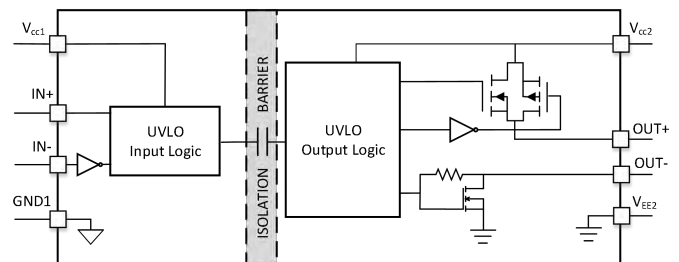 Vcc1
IN+
IN-
GND1
UVLO
Input Logic
ISOLATION BARRIER
UVLO
Output Logic
Vcc2
OUT+
OUT-
VEE2